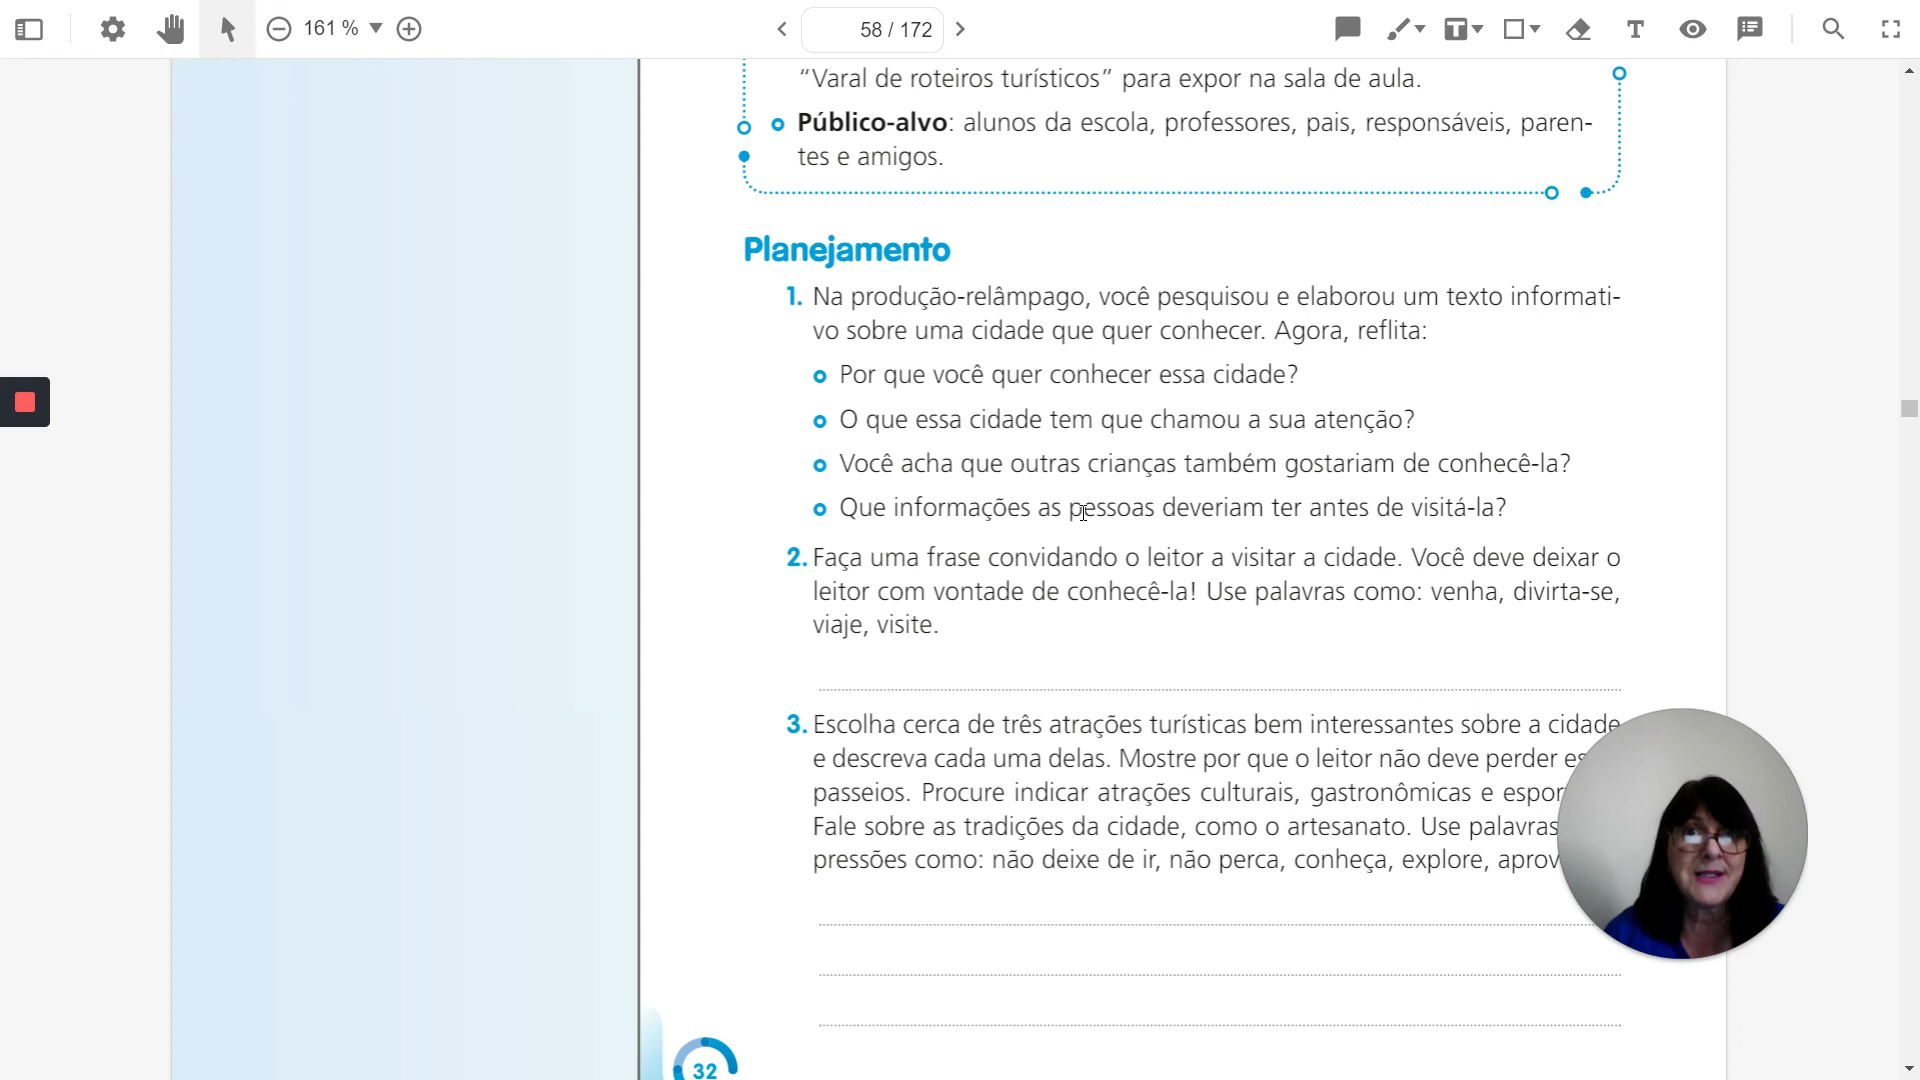 161 %
58 / 172
“Varal de roteiros turísticos” para expor na sala de aula.
Público-alvo: alunos da escola, professores, pais, responsáveis, paren-
tes e amigos.
Planejamento
1. Na produção-relâmpago, você pesquisou e elaborou um texto informati-
vo sobre uma cidade que quer conhecer. Agora, reflita:
Por que você quer conhecer essa cidade?
O que essa cidade tem que chamou a sua atenção?
Você acha que outras crianças também gostariam de conhecê-la?
Que informações as pessoas deveriam ter antes de visitá-la?
2. Faça uma frase convidando o leitor a visitar a cidade. Você deve deixar o
leitor com vontade de conhecê-la! Use palavras como: venha, divirta-se,
viaje, visite.
3. Escolha cerca de três atrações turísticas bem interessantes sobre a cidade
e descreva cada uma delas. Mostre por que o leitor não deve perder
passeios. Procure indicar atrações culturais, gastronômicas e
Fale sobre as tradições da cidade, como o artesanato. Use palavras
pressões como: não deixe de ir, não perca, conheça, explore,
32